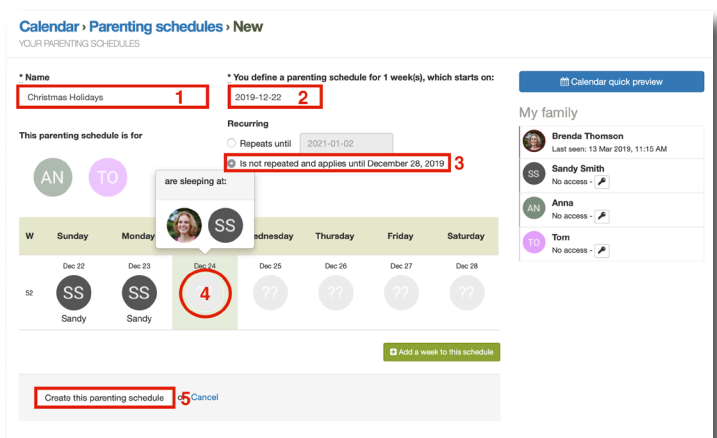 Calendar › Parenting schedules › New
YOUR PARENTING SCHEDULES
* Name
Christmas Holidays
1
* You define a parenting schedule for 1 week(s), which starts on:
2019-12-22
2
Recurring
Repeats until 2021-01-02
Is not repeated and applies until December 28, 2019
3
This parenting schedule is for
AN TO
are sleeping at:
SS
W Sunday Monday ednesday Thursday Friday Saturday
Dec 22 Dec 23 Dec 24 Dec 25 Dec 26 Dec 27 Dec 28
52 SS SS 4 ?? ?? ?? ??
Sandy Sandy
Add a week to this schedule
Create this parenting schedule 5 Cancel
Calendar quick preview
My family
Brenda Thomson
Last seen: 13 Mar 2019, 11:15 AM
SS Sandy Smith
No access -
AN Anna
No access -
TO Tom
No access -